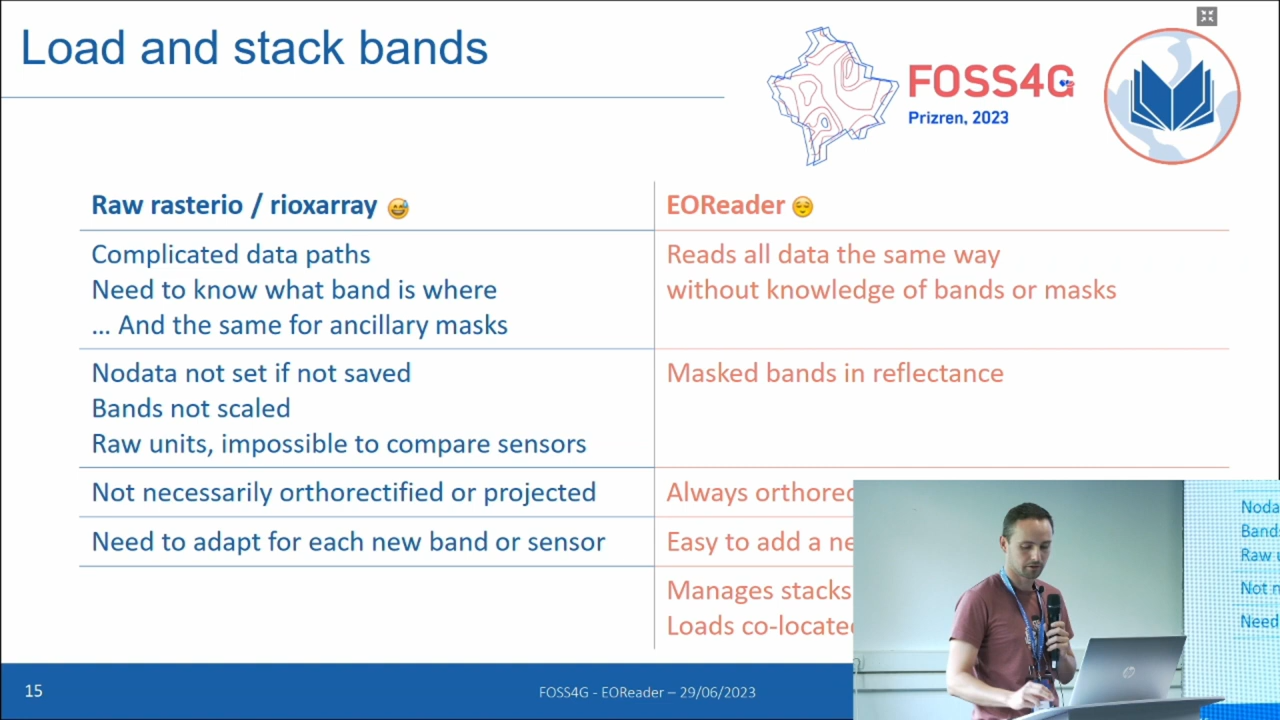 Load and stack bands
FOSS4G
Prizren, 2023
Raw rasterio / rioxarray
EOReader
Complicated data paths
Need to know what band is where
... And the same for ancillary masks
Reads all data the same way
without knowledge of bands or masks
Nodata not set if not saved
Bands not scaled
Raw units, impossible to compare sensors
Masked bands in reflectance
Not necessarily orthorectified or projected
Always
Need to adapt for each new band or sensor
Easy to add a
Manages stacks
Loads
15
FOSS4G - EOReader – 29/06/2023
Raw
Not
Need
hp